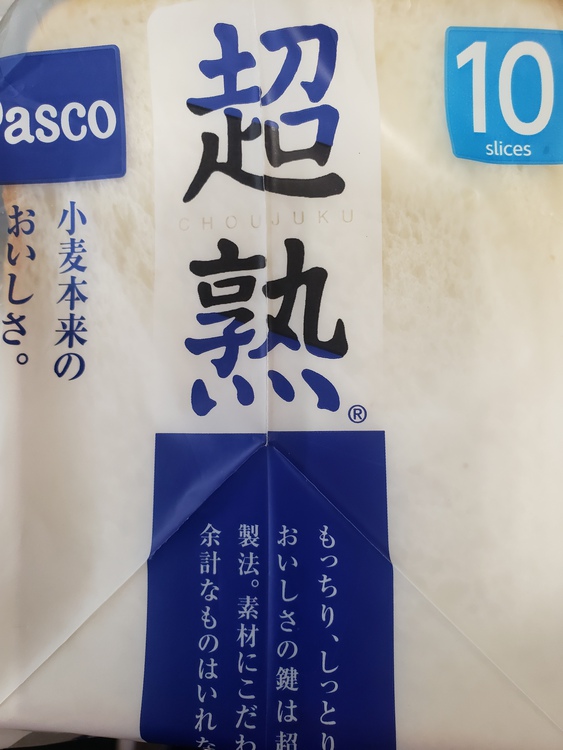 Pasco
超熟
CHOUJUKU
®
10
slices
小麦本来の
おいしさ。
もっちり、しっとり
おいしさの鍵は超
製法。素材にこだわ
余計なものはいれな